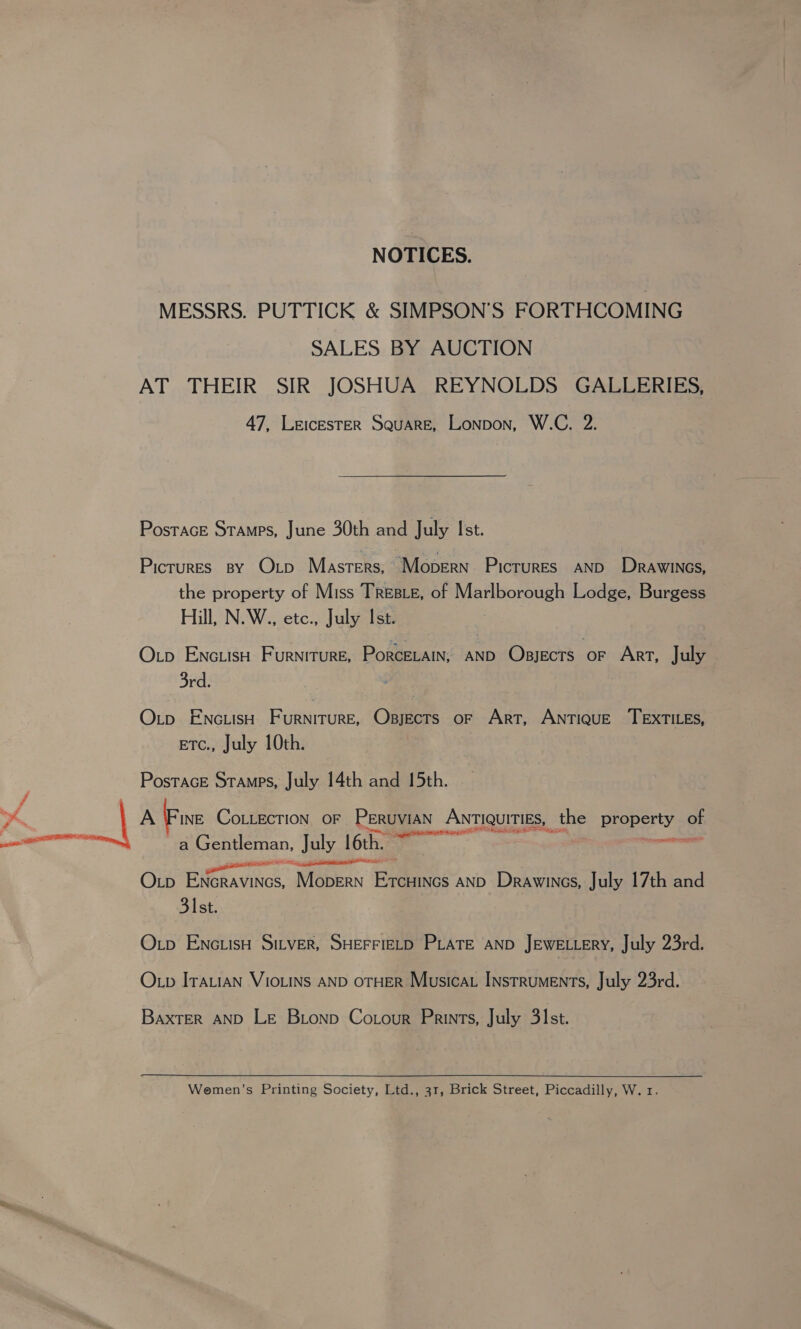 NOTICES.
MESSRS. PUTTICK & SIMPSON'S FORTHCOMING
SALES BY AUCTION
AT THEIR SIR JOSHUA REYNOLDS GALLERIES,
47, LEICESTER SQUARE, LONDON, W.C. 2.
POSTAGE STAMPS, June 30th and July 1st.
PICTURES BY OLD MASTERS, MODERN PICTURES AND DRAWINGS,
the property of Miss TREBLE, of Marlborough Lodge, Burgess
Hill, N.W., etc., July 1st.
OLD ENGLISH FURNITURE, PORCELAIN, AND OBJECTS OF ART, July
3rd.
OLD ENGLISH FURNITURE, OBJECTS OF ART, ANTIQUE TEXTILES,
ETC., July 10th.
POSTAGE STAMPS, July 14th and 15th.
A FINE COLLECTION OF PERUVIAN ANTIQUITIES, the property of
a Gentleman, July 16th.
OLD ENGRAVINGS, MODERN ETCHINGS AND DRAWINGS, July 17th and
31st.
OLD ENGLISH SILVER, SHEFFIELD PLATE AND JEWELLERY, July 23rd.
OLD ITALIAN VIOLINS AND OTHER MUSICAL INSTRUMENTS, July 23rd.
BAXTER AND LE BLOND COLOUR PRINTS, July 31st.
Women's Printing Society, Ltd., 31, Brick Street, Piccadilly, W. 1.